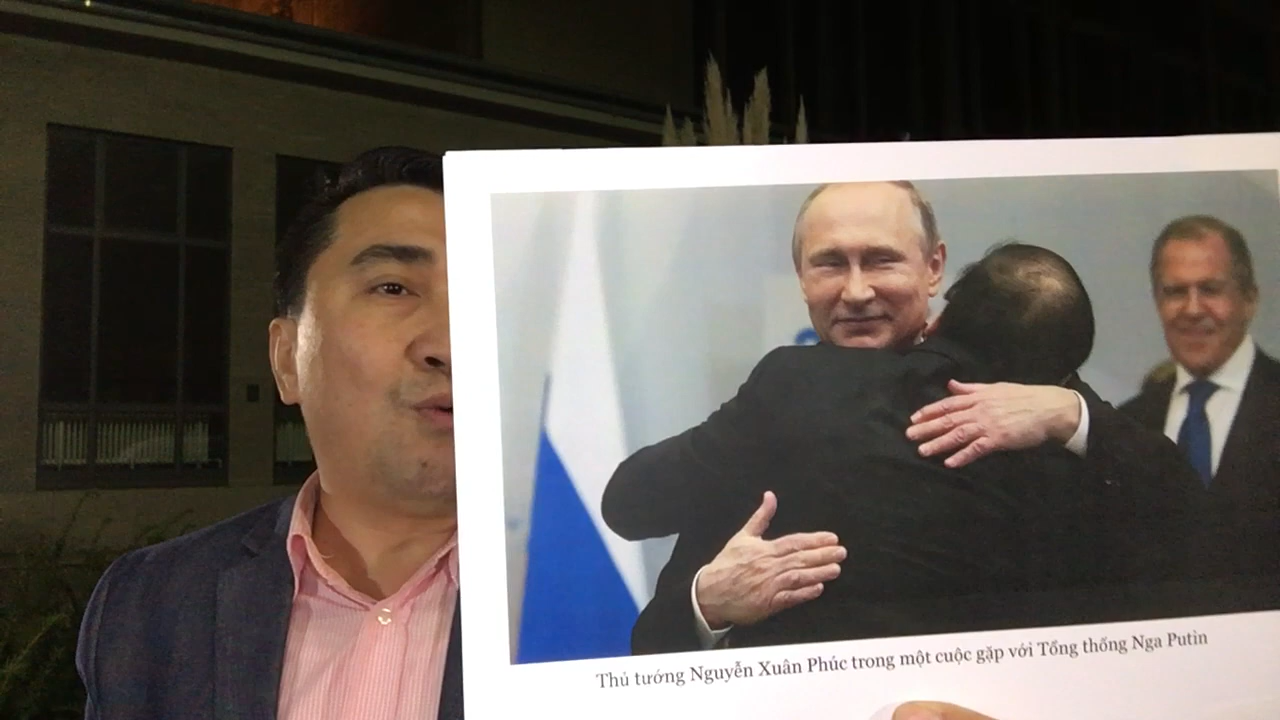 Thủ tướng Nguyễn Xuân Phúc trong một cuộc gặp với Tổng thống Nga Putin